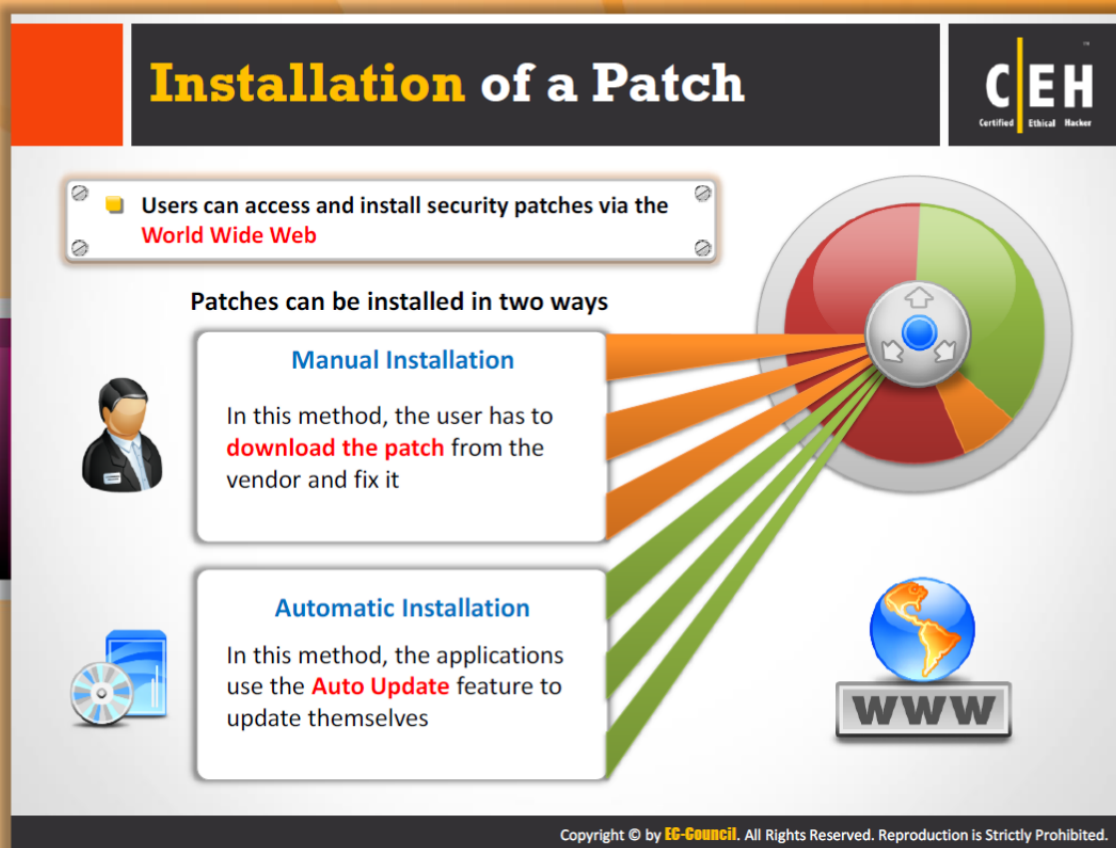 Installation of a Patch
C|EH
Certified Ethical Hacker
Users can access and install security patches via the
World Wide Web
Patches can be installed in two ways
Manual Installation
In this method, the user has to
download the patch from the
vendor and fix it
Automatic Installation
In this method, the applications
use the Auto Update feature to
update themselves
WWW
Copyright © by EC-Council. All Rights Reserved. Reproduction is Strictly Prohibited.